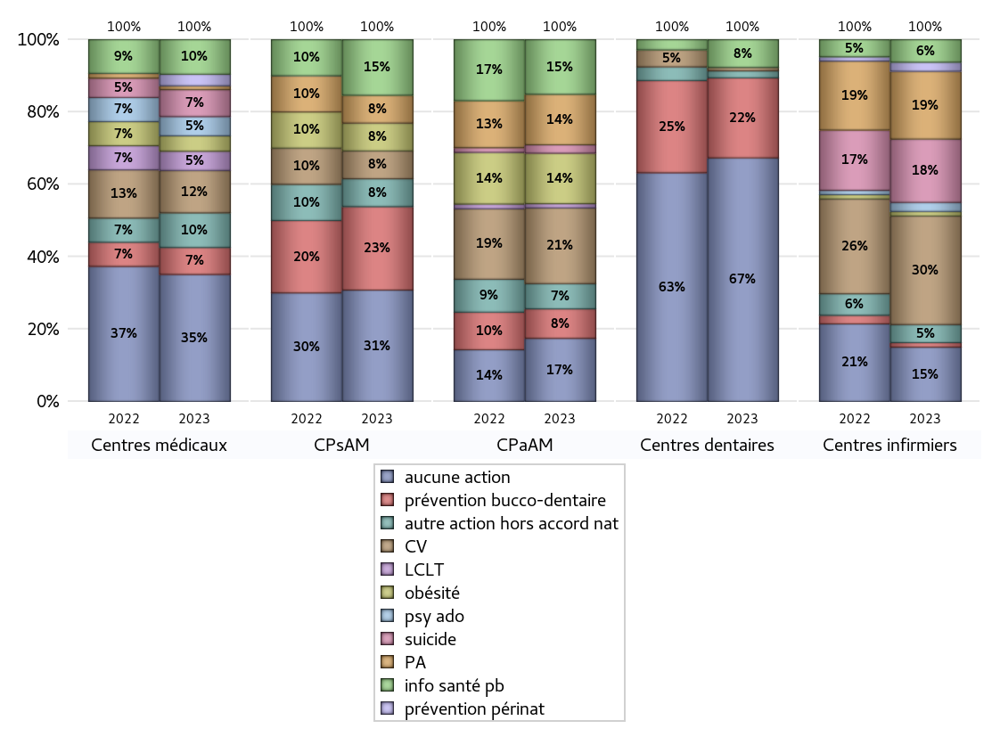 100% 100% 100% 100% 100% 100% 100% 100% 100% 100%
100%
80%
60%
40%
20%
0%
9% 5% 7% 7% 7% 13% 7% 7% 37%
10% 7% 5% 5% 12% 10% 7% 35%
10% 10% 10% 10% 10% 20% 30%
15% 8% 8% 8% 8% 23% 31%
17% 13% 14% 19% 9% 10% 14%
15% 14% 14% 21% 7% 8% 17%
5% 25% 63%
8% 22% 67%
5% 19% 17% 26% 6% 21%
6% 19% 18% 30% 5% 15%
2022 2023 2022 2023 2022 2023 2022 2023 2022 2023
Centres médicaux CPsAM CPaAM Centres dentaires Centres infirmiers
aucune action
prévention bucco-dentaire
autre action hors accord nat
CV
LCLT
obésité
psy ado
suicide
PA
info santé pb
prévention périnat